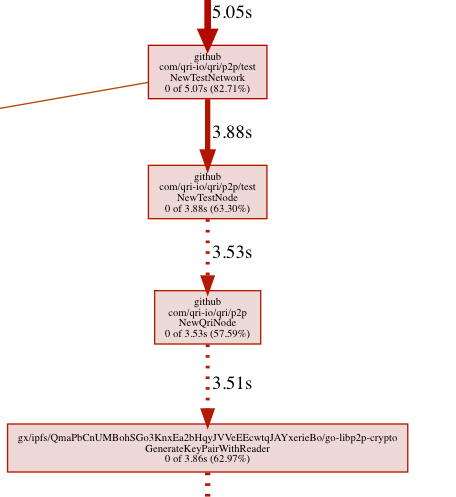 5.05s
github
com/qri-io/qri/p2p/test
NewTestNetwork
0 of 5.07s (82.71%)
3.88s
github
com/qri-io/qri/p2p/test
NewTestNode
0 of 3.88s (63.30%)
3.53s
github
com/qri-io/qri/p2p
NewQriNode
0 of 3.53s (57.59%)
3.51s
gx/ipfs/QmaPbCnUMBohSGo3KnxEa2bHqyJVVeEEcwtqJAYxerieBo/go-libp2p-crypto
GenerateKeyPairWithReader
0 of 3.86s (62.97%)